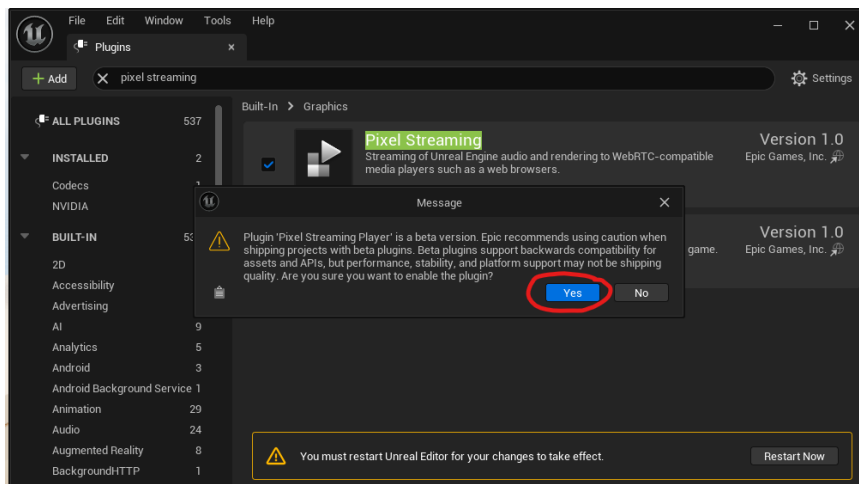 File Edit Window Tools Help
Plugins
Add
pixel streaming
Settings
ALL PLUGINS 537
INSTALLED 2
Codecs
NVIDIA
BUILT-IN
2D
Accessibility
Advertising
AI 9
Analytics 5
Android 3
Android Background Service 1
Animation 29
Audio 24
Augmented Reality 8
BackgroundHTTP 1
Built-In > Graphics
Pixel Streaming
Version 1.0
Streaming of Unreal Engine audio and rendering to WebRTC-compatible
Epic Games, Inc.
media players such as a web browsers.
Message
Plugin 'Pixel Streaming Player' is a beta version. Epic recommends using caution when
shipping projects with beta plugins. Beta plugins support backwards compatibility for
assets and APIs, but performance, stability, and platform support may not be shipping
quality. Are you sure you want to enable the plugin?
Yes No
Version 1.0
game.
Epic Games, Inc.
You must restart Unreal Editor for your changes to take effect.
Restart Now